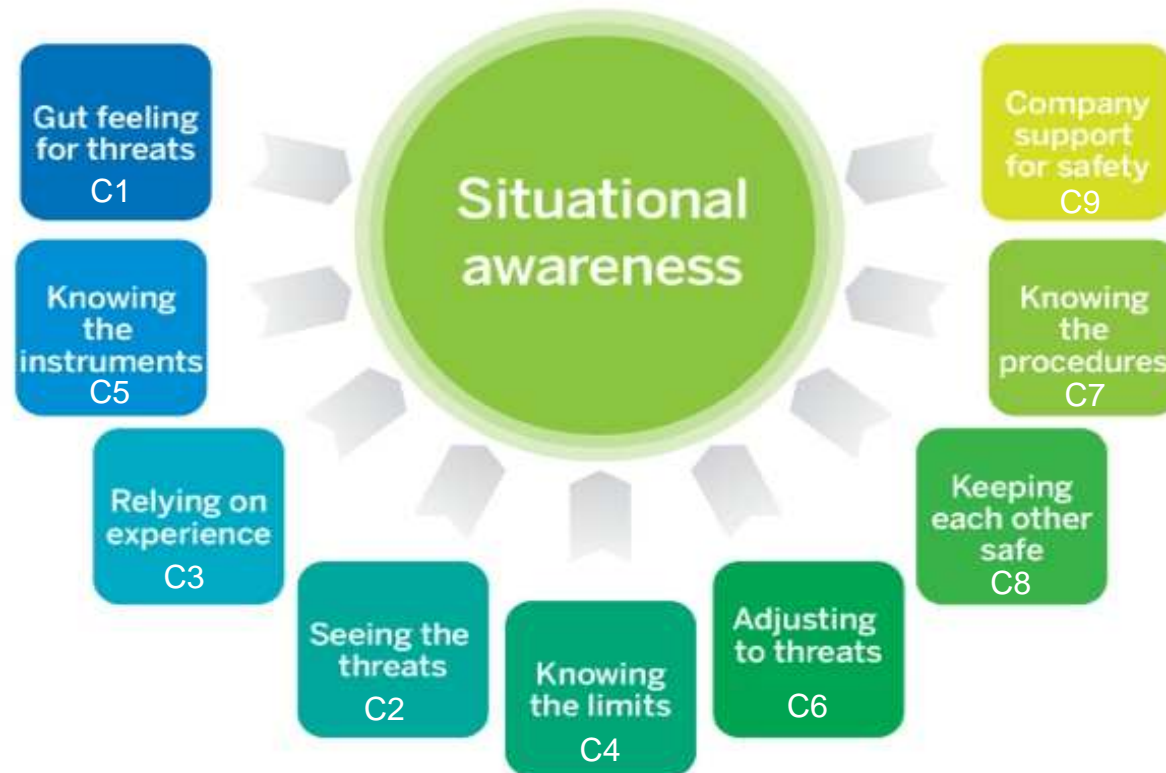 Situational
awareness
Gut feeling
for threats
C1
Knowing
the
instruments
C5
Relying on
experience
C3
Seeing the
threats
C2
Knowing
the limits
C4
Adjusting
to threats
C6
Keeping
each other
safe
C8
Knowing
the
procedures
C7
Company
support
for safety
C9